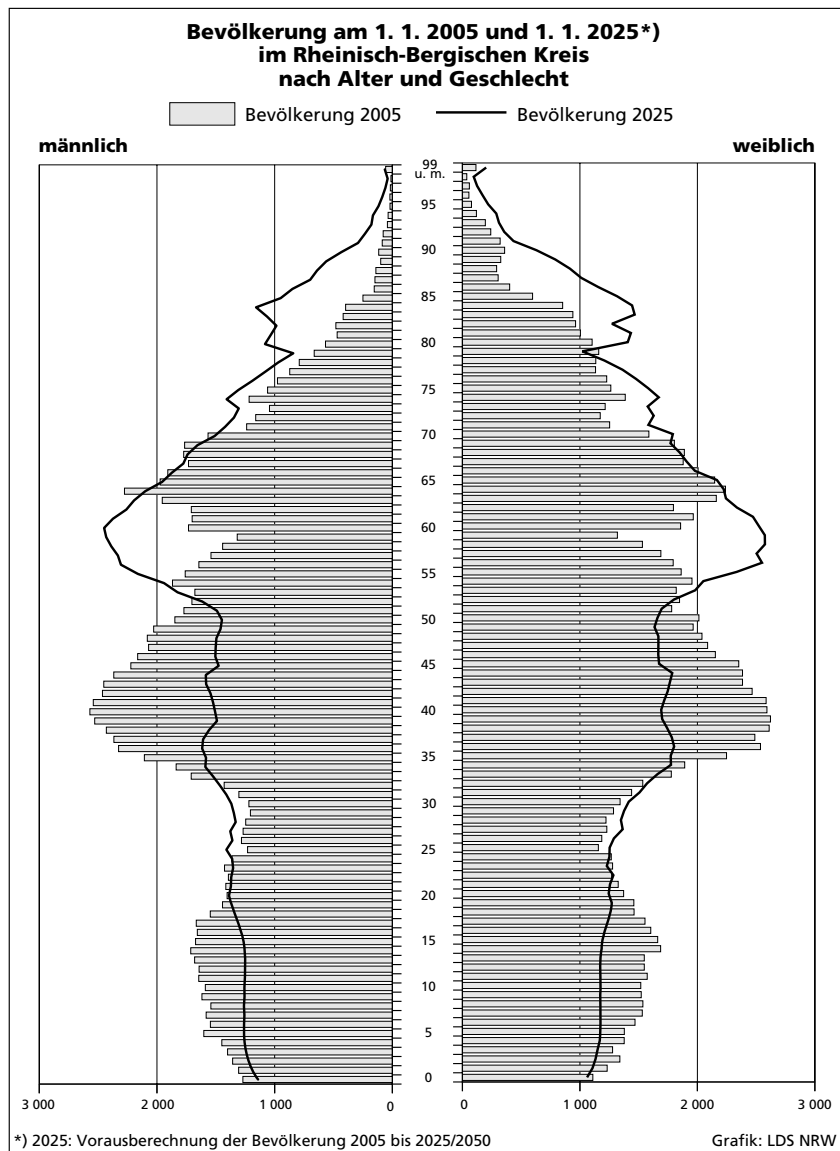 Bevölkerung am 1. 1. 2005 und 1. 1. 2025*)
im Rheinisch-Bergischen Kreis
nach Alter und Geschlecht
Bevölkerung 2005 Bevölkerung 2025
männlich weiblich
99
u. m.
95
90
85
80
75
70
65
60
55
50
45
40
35
30
25
20
15
10
5
0
3 000 2 000 1 000 0 0 1 000 2 000 3 000
*) 2025: Vorausberechnung der Bevölkerung 2005 bis 2025/2050 Grafik: LDS NRW